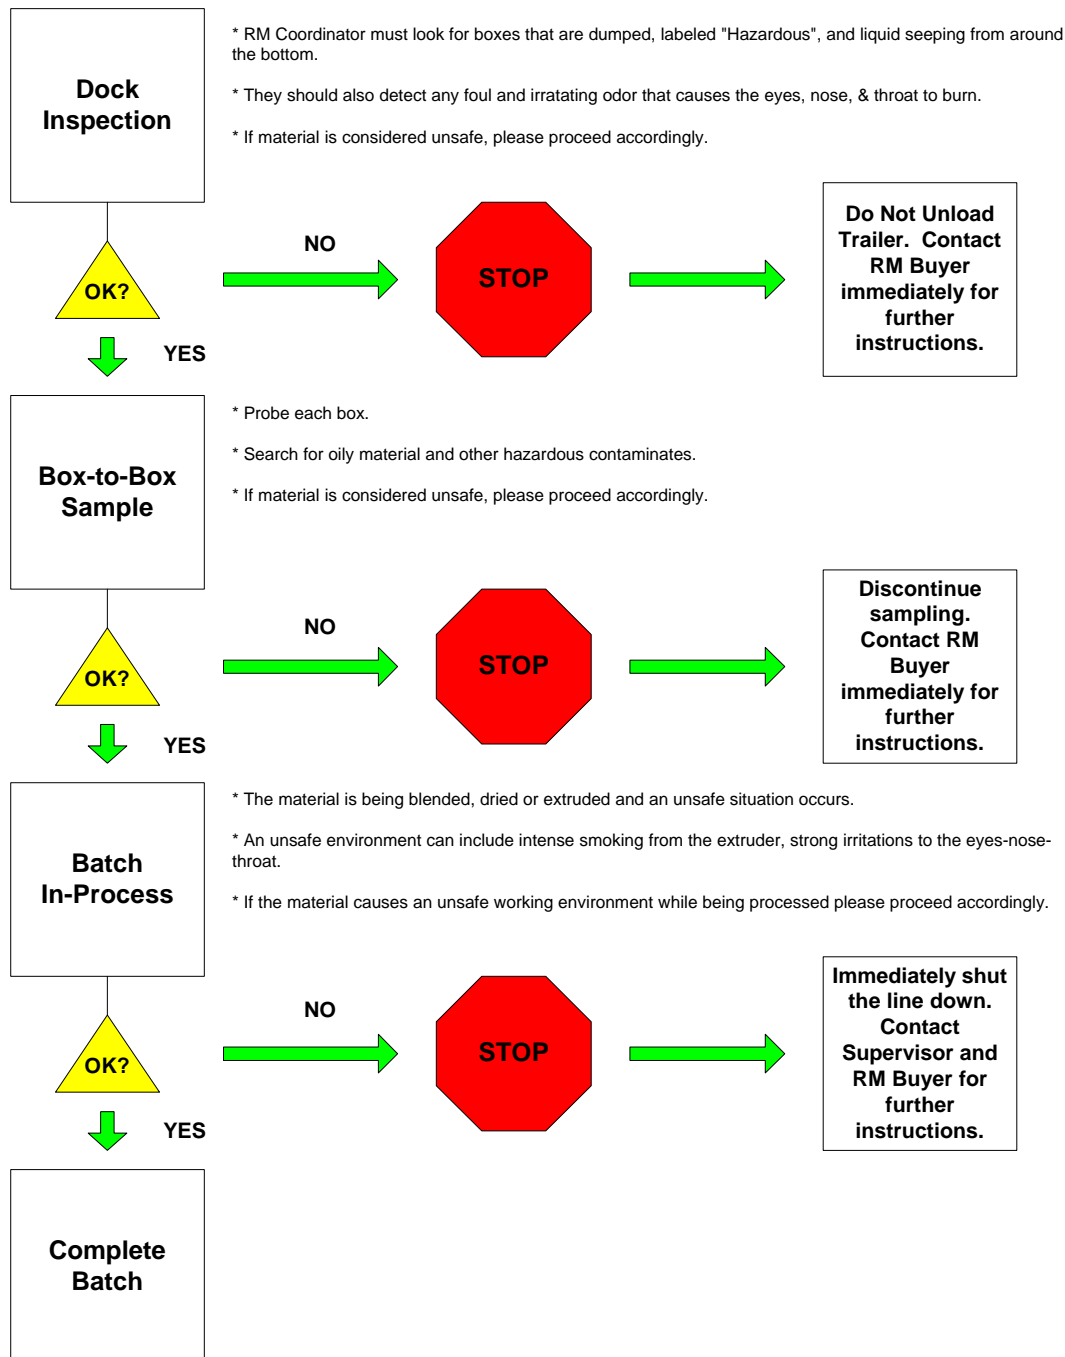 * RM Coordinator must look for boxes that are dumped, labeled "Hazardous", and liquid seeping from around
the bottom.
Dock
Inspection
* They should also detect any foul and irratating odor that causes the eyes, nose, & throat to burn.
* If material is considered unsafe, please proceed accordingly.
OK?
NO
STOP
Do Not Unload
Trailer. Contact
RM Buyer
immediately for
further
instructions.
YES
Box-to-Box
Sample
* Probe each box.
* Search for oily material and other hazardous contaminates.
* If material is considered unsafe, please proceed accordingly.
OK?
NO
STOP
Discontinue
sampling.
Contact RM
Buyer
immediately for
further
instructions.
YES
Batch
In-Process
* The material is being blended, dried or extruded and an unsafe situation occurs.
* An unsafe environment can include intense smoking from the extruder, strong irritations to the eyes-nose-
throat.
* If the material causes an unsafe working environment while being processed please proceed accordingly.
OK?
NO
STOP
Immediately shut
the line down.
Contact
Supervisor and
RM Buyer for
further
instructions.
YES
Complete
Batch